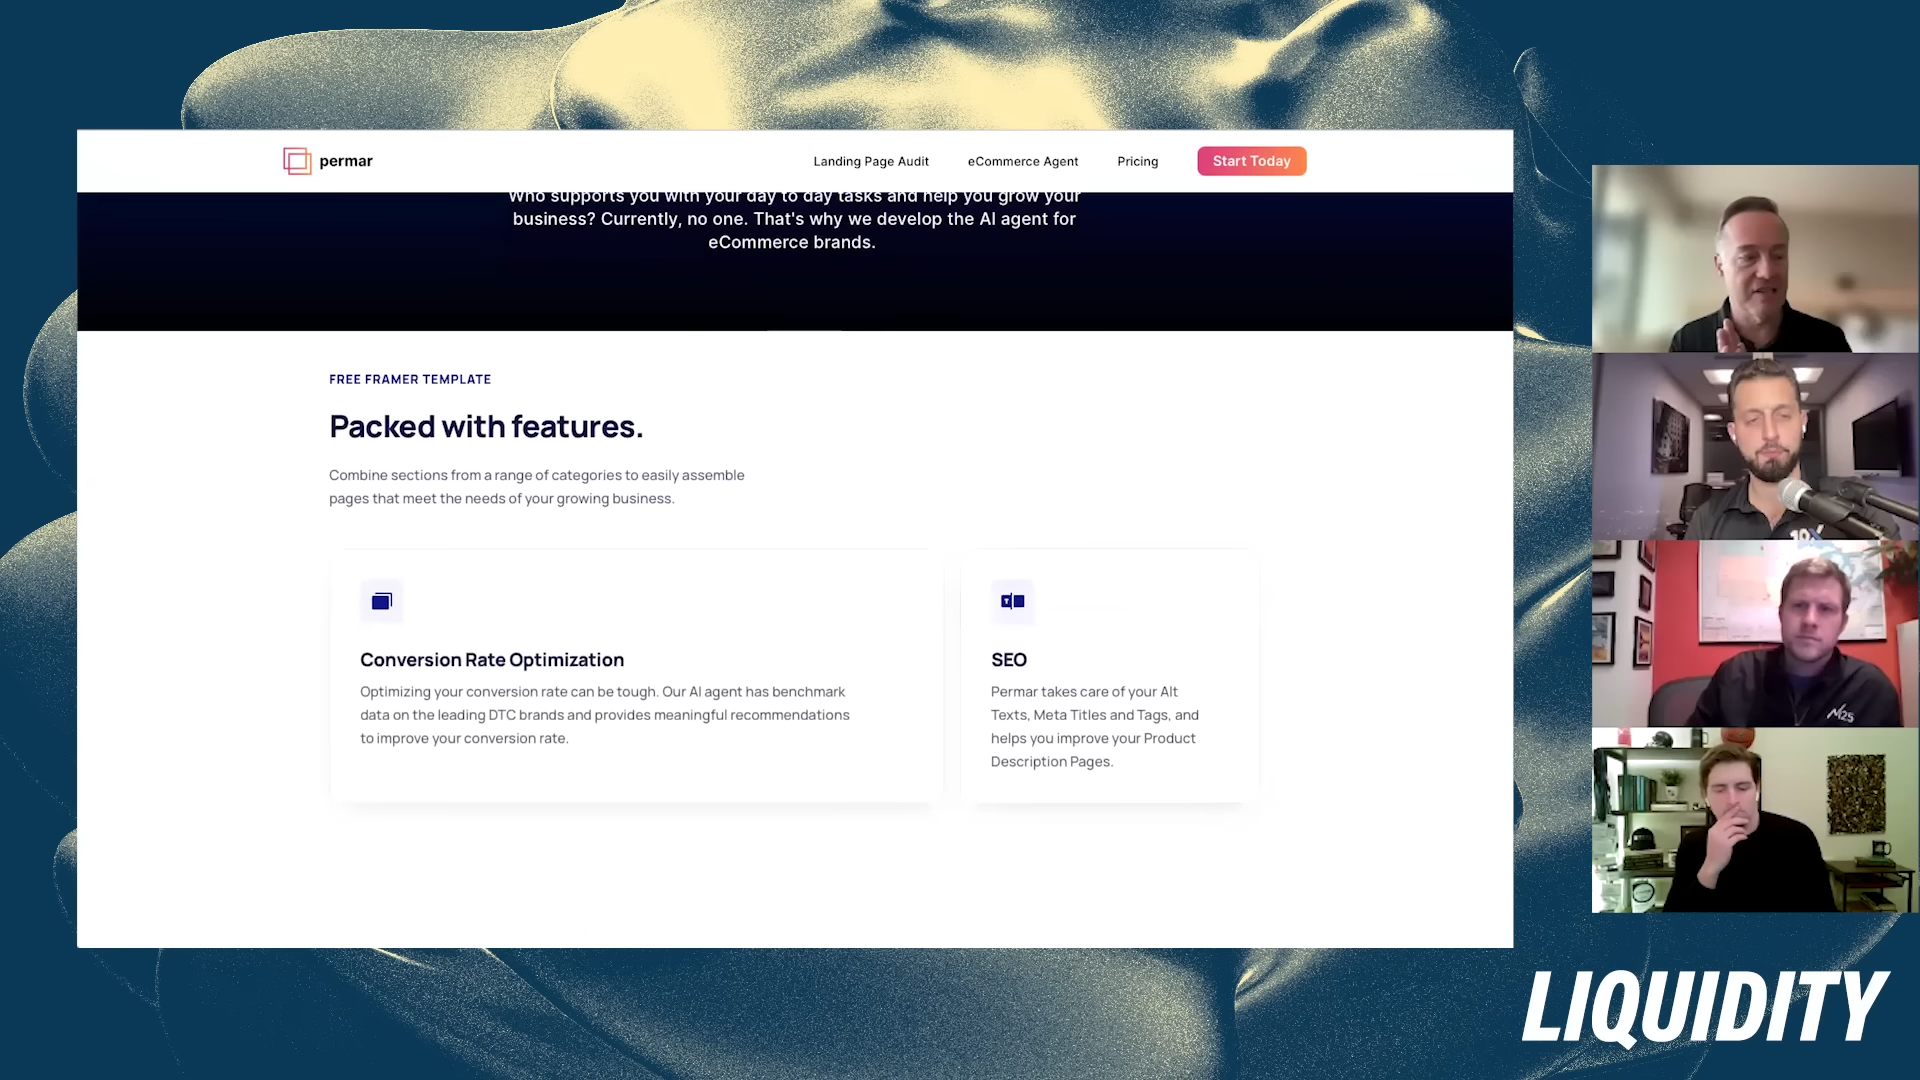 permar
Landing Page Audit
eCommerce Agent
Pricing
Start Today
Who supports you with your day to day tasks and help you grow your
business? Currently, no one. That's why we develop the AI agent for
eCommerce brands.
FREE FRAMER TEMPLATE
Packed with features.
Combine sections from a range of categories to easily assemble
pages that meet the needs of your growing business.
Conversion Rate Optimization
Optimizing your conversion rate can be tough. Our AI agent has benchmark
data on the leading DTC brands and provides meaningful recommendations
to improve your conversion rate.
SEO
Permar takes care of your Alt
Texts, Meta Titles and Tags, and
helps you improve your Product
Description Pages.
10X
M25
LIQUIDITY